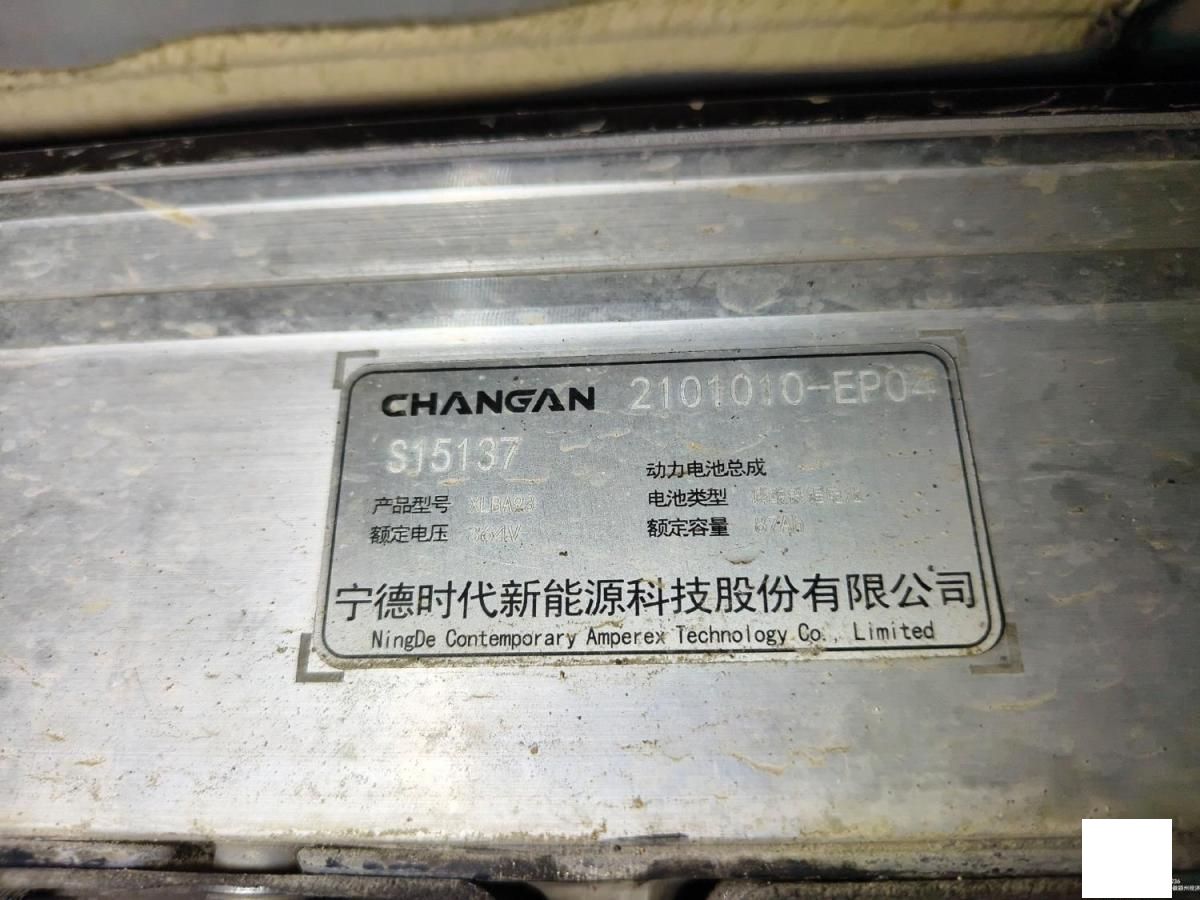 CHANGAN 2101010-EP04
S15137
动力电池总成
产品型号 XLBA23 电池类型
额定电压 364V 额定容量
宁德时代新能源科技股份有限公司
NingDe Contemporary Amperex Technology Co., Limited